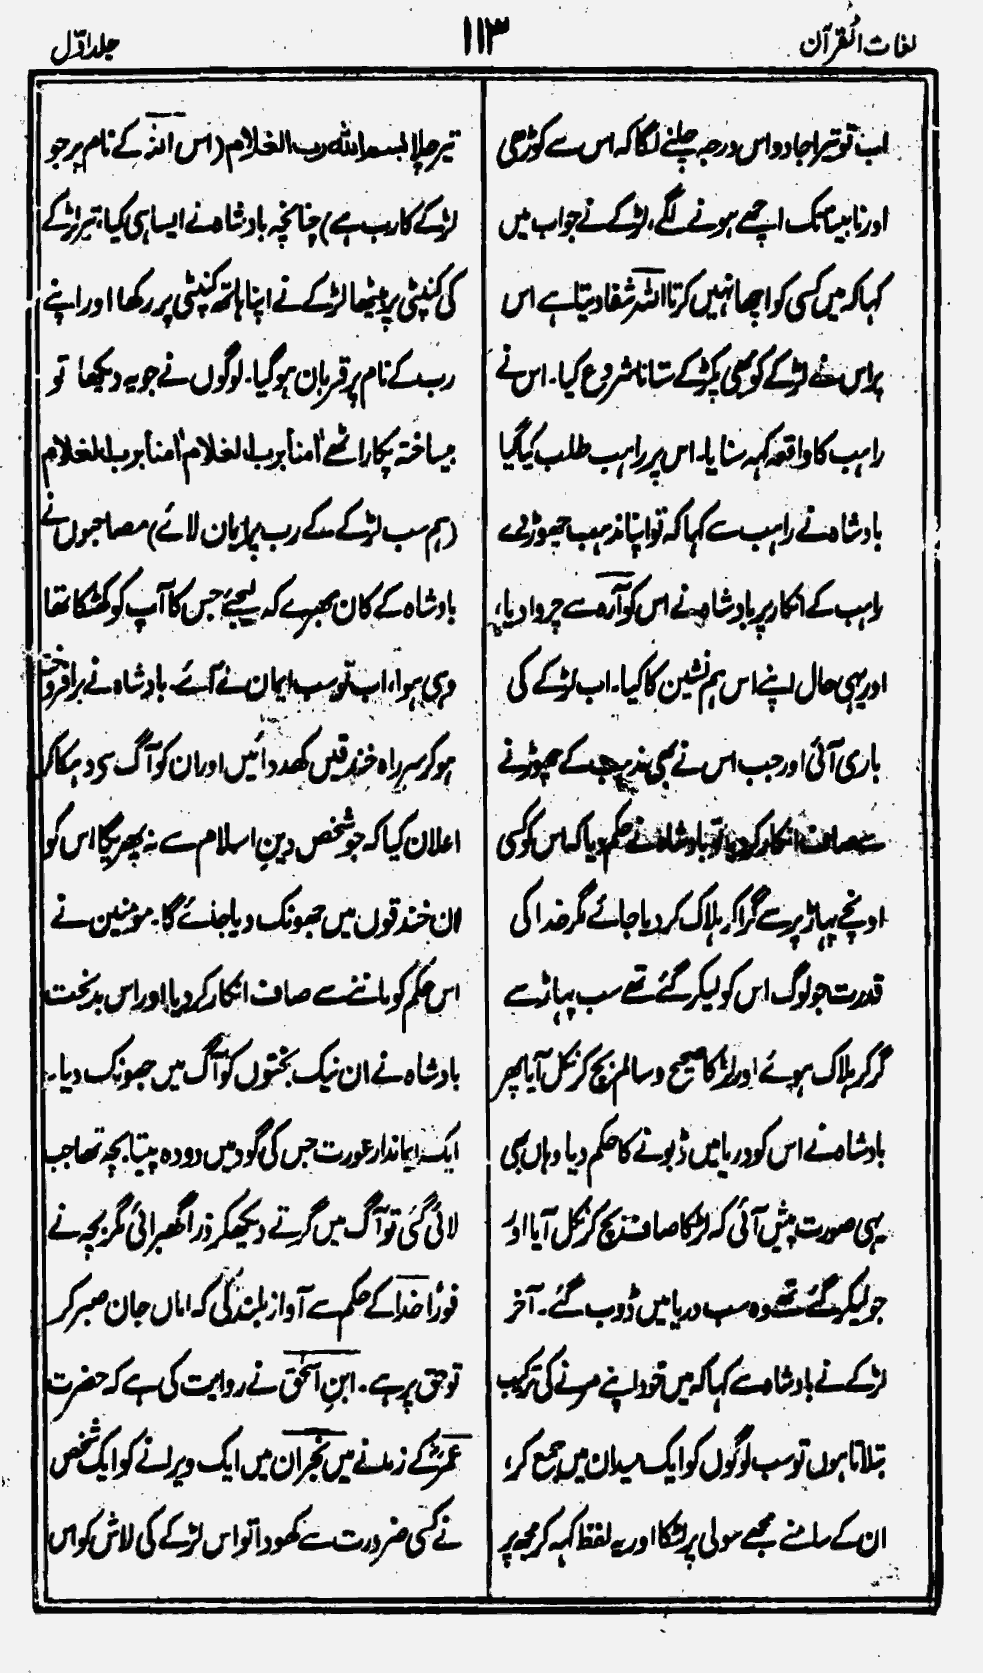 لغات القرآن
۱۱۳
جلد اوّل
اب تو تیرا جادو اس درجہ چلنے لگا کہ اس سے کوڑھی
اور نابینا تک اچھے ہونے لگے، لڑکے نے جواب میں
کہا کہ میں کسی کو اچھا نہیں کرتا اللہ شفا دیتا ہے اس
پر اس نے لڑکے کو بھی پکڑ کے ستانا شروع کیا۔ اس نے
راہب کا واقعہ کہہ سنایا۔ اس پر راہب طلب کیا گیا
بادشاہ نے راہب سے کہا کہ تو اپنا مذہب چھوڑ دے
راہب کے انکار پر بادشاہ نے اس کو آرہ سے چروا دیا،
اور یہی حال اپنے اس ہم نشین کا کیا۔ اب لڑکے کی
باری آئی اور جب اس نے بھی مذہب کے چھوڑنے
سے صاف انکار کر دیا تو بادشاہ نے حکم دیا کہ اس کو کسی
اونچے پہاڑ پر سے گرا کر ہلاک کر دیا جائے مگر خدا کی
قدرت جو لوگ اس کو لیکر گئے تھے سب پہاڑ سے
گر کر ہلاک ہوئے اور لڑکا صحیح و سالم بچ کر نکل آیا پھر
بادشاہ نے اس کو دریا میں ڈبونے کا حکم دیا وہاں بھی
یہی صورت پیش آئی کہ لڑکا صاف بچ کر نکل آیا اور
جو لیکر گئے تھے وہ سب دریا میں ڈوب گئے۔ آخر
لڑکے نے بادشاہ سے کہا کہ میں خود اپنے مرنے کی ترکیب
بتلاتا ہوں تو سب لوگوں کو ایک میدان میں جمع کر،
ان کے سامنے مجھے سولی پر لٹکا اور یہ لفظ کہہ کر مجھ پر
تیر چلا بسم اللہ رب الغلام (اس اللہ کے نام پر جو
لڑکے کا رب ہے) چنانچہ بادشاہ نے ایسا ہی کیا، تیر لڑکے
کی کنپٹی پر بیٹھا لڑکے نے اپنا ہاتھ کنپٹی پر رکھا اور اپنے
رب کے نام پر قربان ہو گیا۔ لوگوں نے جو یہ دیکھا تو
بیساختہ پکار اٹھے اٰمنا برب الغلام اٰمنا برب الغلام
(ہم سب لڑکے کے رب پر ایمان لائے) مصاحبوں نے
بادشاہ کے کان بھرے کہ لیجئے جس کا آپ کو کھٹکا تھا
وہی ہوا، اب تو سب ایمان لے آئے۔ بادشاہ نے برافروختہ
ہو کر سرِ راہ خندقیں کھدوائیں اور ان کو آگ سے دہکا کر
اعلان کیا کہ جو شخص دینِ اسلام سے نہ پھریگا اس کو
ان خندقوں میں جھونک دیا جائے گا۔ مؤمنین نے
اس حکم کو ماننے سے صاف انکار کر دیا اور اس بدبخت
بادشاہ نے ان نیک بختوں کو آگ میں جھونک دیا۔
ایک ایماندار عورت جس کی گود میں دودہ پیتا بچہ تھا جب
لائی گئی تو آگ میں گرتے دیکھکر ذرا گھبرائی مگر بچہ نے
فورًا خدا کے حکم سے آواز بلند کی کہ اماں جان صبر کر
تو حق پر ہے۔ ابنِ اسحٰق نے روایت کی ہے کہ حضرت
عمرؓ کے زمانے میں نجران میں ایک ویرانے کو ایک شخص
نے کسی ضرورت سے کھودا تو اس لڑکے کی لاش کو اس